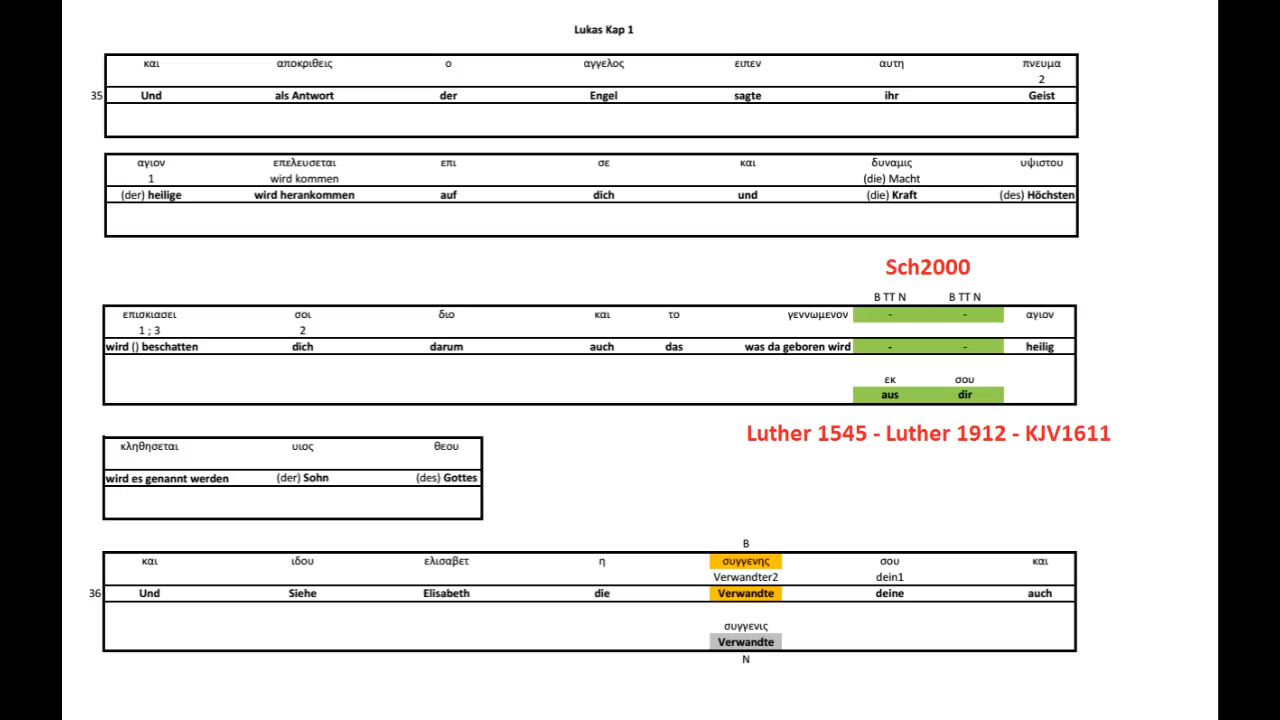 Lukas Kap 1
και αποκριθεις ο αγγελος ειπεν αυτη πνευμα
2
35 Und als Antwort der Engel sagte ihr Geist
αγιον επελευσεται επι σε και δυναμις υψιστου
1 wird kommen (die) Macht
(der) heilige wird herankommen auf dich und (die) Kraft (des) Höchsten
Sch2000
B TT N B TT N
επισκιασει σοι διο και το γεννωμενον - - αγιον
1 ; 3 2
wird () beschatten dich darum auch das was da geboren wird - - heilig
εκ σου
aus dir
Luther 1545 - Luther 1912 - KJV1611
κληθησεται υιος θεου
wird es genannt werden (der) Sohn (des) Gottes
B
και ιδου ελισαβετ η συγγενης σου και
Verwandter2 dein1
36 Und Siehe Elisabeth die Verwandte deine auch
συγγενις
Verwandte
N